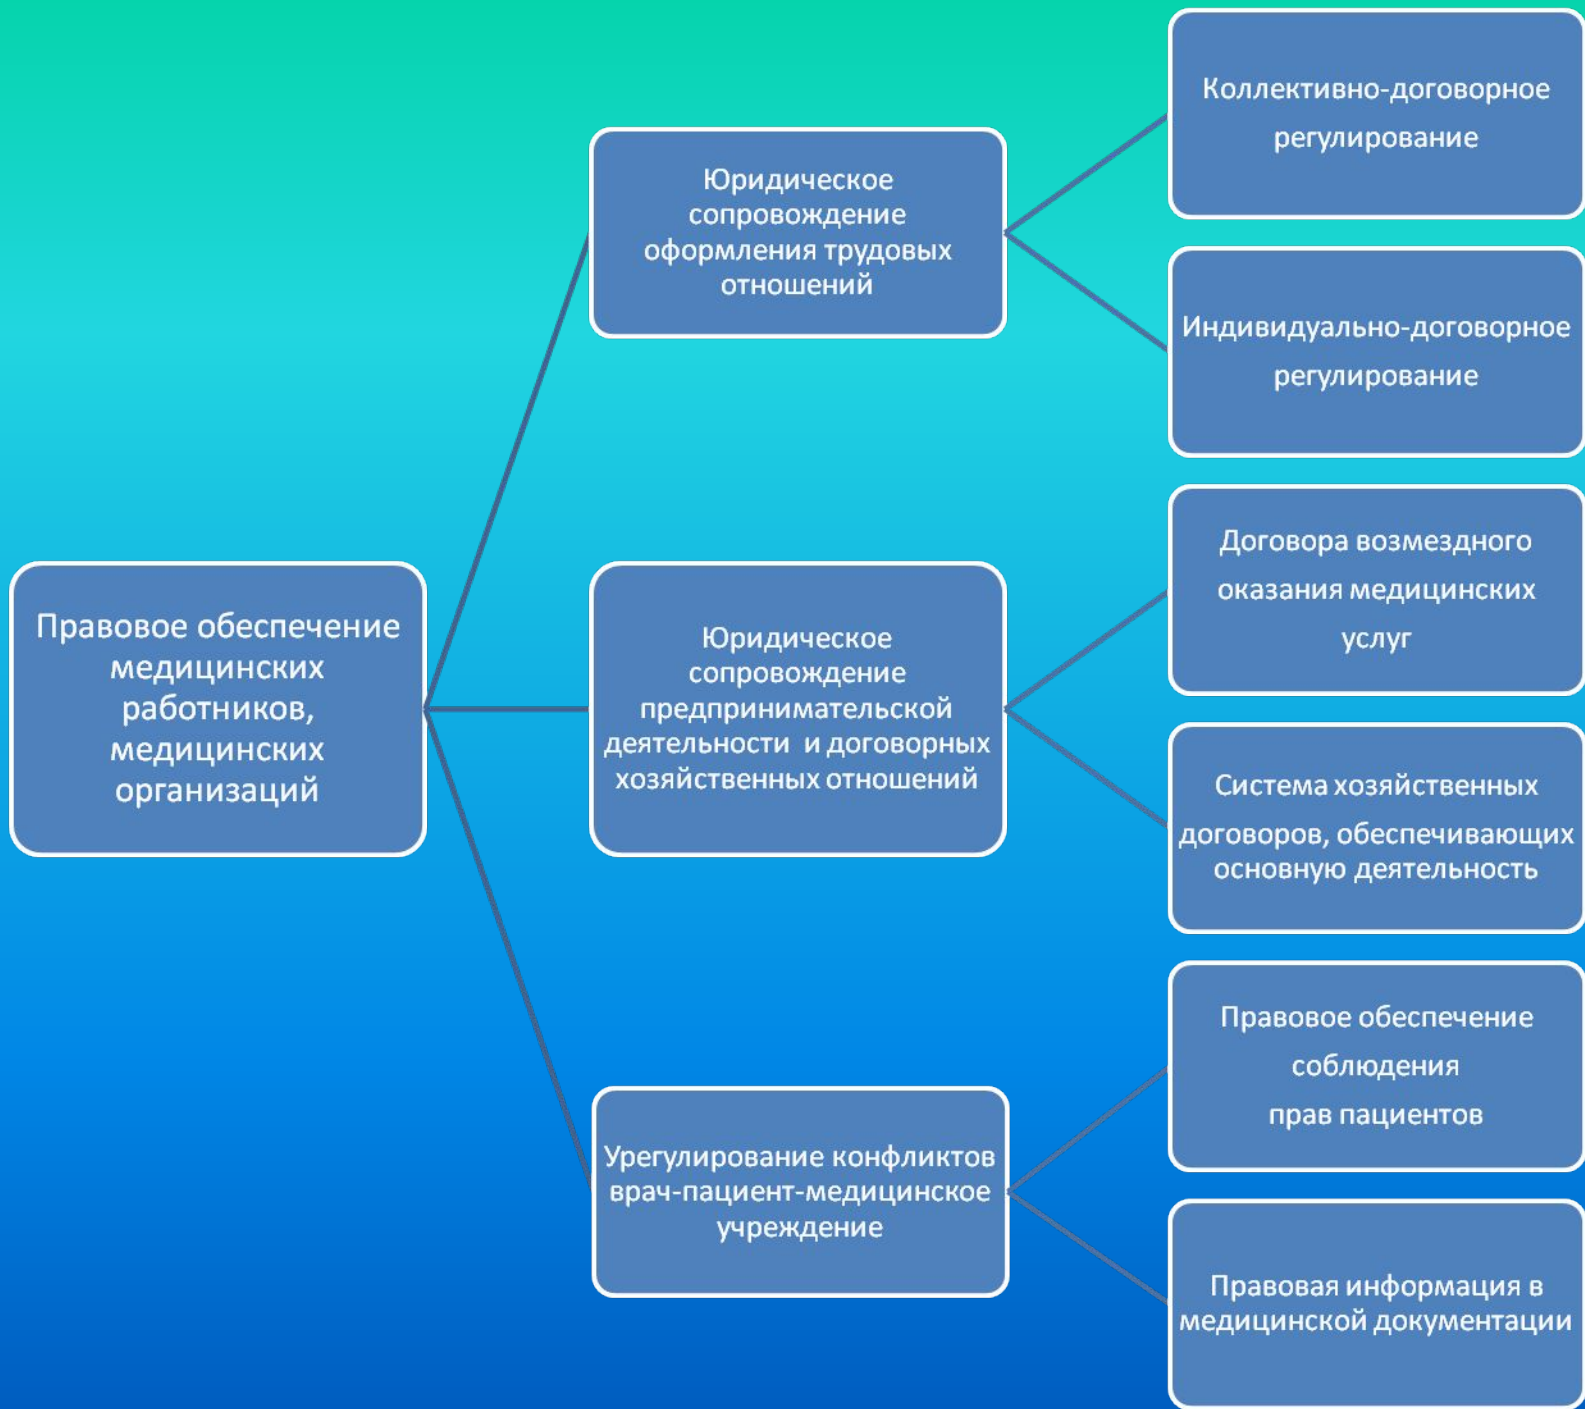 Правовое обеспечение
медицинских
работников,
медицинских
организаций
Юридическое
сопровождение
оформления трудовых
отношений
Коллективно-договорное
регулирование
Индивидуально-договорное
регулирование
Юридическое
сопровождение
предпринимательской
деятельности и договорных
хозяйственных отношений
Договора возмездного
оказания медицинских
услуг
Система хозяйственных
договоров, обеспечивающих
основную деятельность
Урегулирование конфликтов
врач-пациент-медицинское
учреждение
Правовое обеспечение
соблюдения
прав пациентов
Правовая информация в
медицинской документации